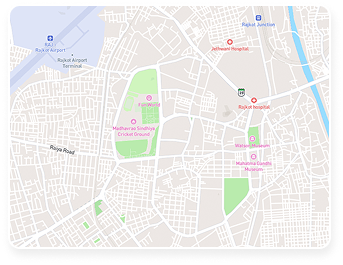 Rajkot Junction
RAJ
Rajkot Airport
Jethwani Hospital
Rajkot Airport
Terminal
Fun World
Rajkot hospital
Madhavrao Sindhiya
Cricket Ground
Watson Museum
Mahatma Gandhi
Museum
Raiya Road